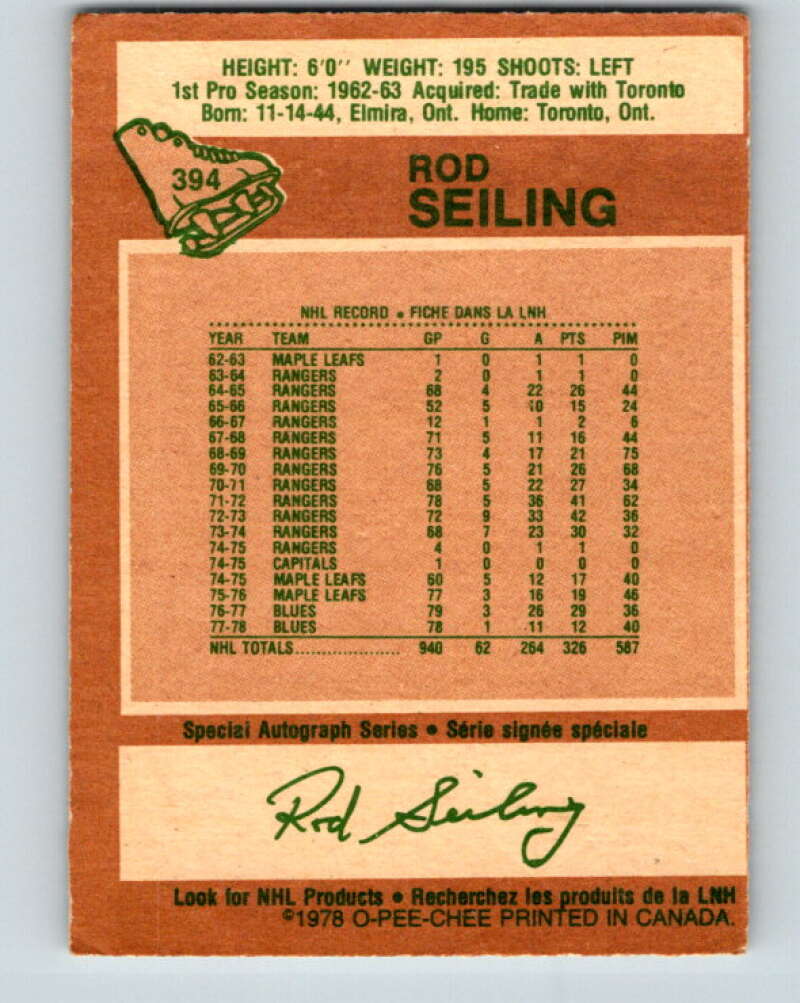 HEIGHT: 6'0'' WEIGHT: 195 SHOOTS: LEFT
1st Pro Season: 1962-63 Acquired: Trade with Toronto
Born: 11-14-44, Elmira, Ont. Home: Toronto, Ont.
394
ROD
SEILING
NHL RECORD • FICHE DANS LA LNH
YEAR TEAM GP G A PTS PIM
62-63 MAPLE LEAFS 1 0 1 1 0
63-64 RANGERS 2 0 1 1 0
64-65 RANGERS 68 4 22 26 44
65-66 RANGERS 52 5 10 15 24
66-67 RANGERS 12 1 1 2 6
67-68 RANGERS 71 5 11 16 44
68-69 RANGERS 73 4 17 21 75
69-70 RANGERS 76 5 21 26 68
70-71 RANGERS 68 5 22 27 34
71-72 RANGERS 78 5 36 41 62
72-73 RANGERS 72 9 33 42 36
73-74 RANGERS 68 7 23 30 32
74-75 RANGERS 4 0 1 1 0
74-75 CAPITALS 1 0 0 0 0
74-75 MAPLE LEAFS 60 5 12 17 40
75-76 MAPLE LEAFS 77 3 16 19 46
76-77 BLUES 79 3 26 29 36
77-78 BLUES 78 1 11 12 40
NHL TOTALS.................... 940 62 264 326 587
Special Autograph Series • Série signée spéciale
Rod Seiling
Look for NHL Products • Recherchez les produits de la LNH
©1978 O-PEE-CHEE PRINTED IN CANADA.